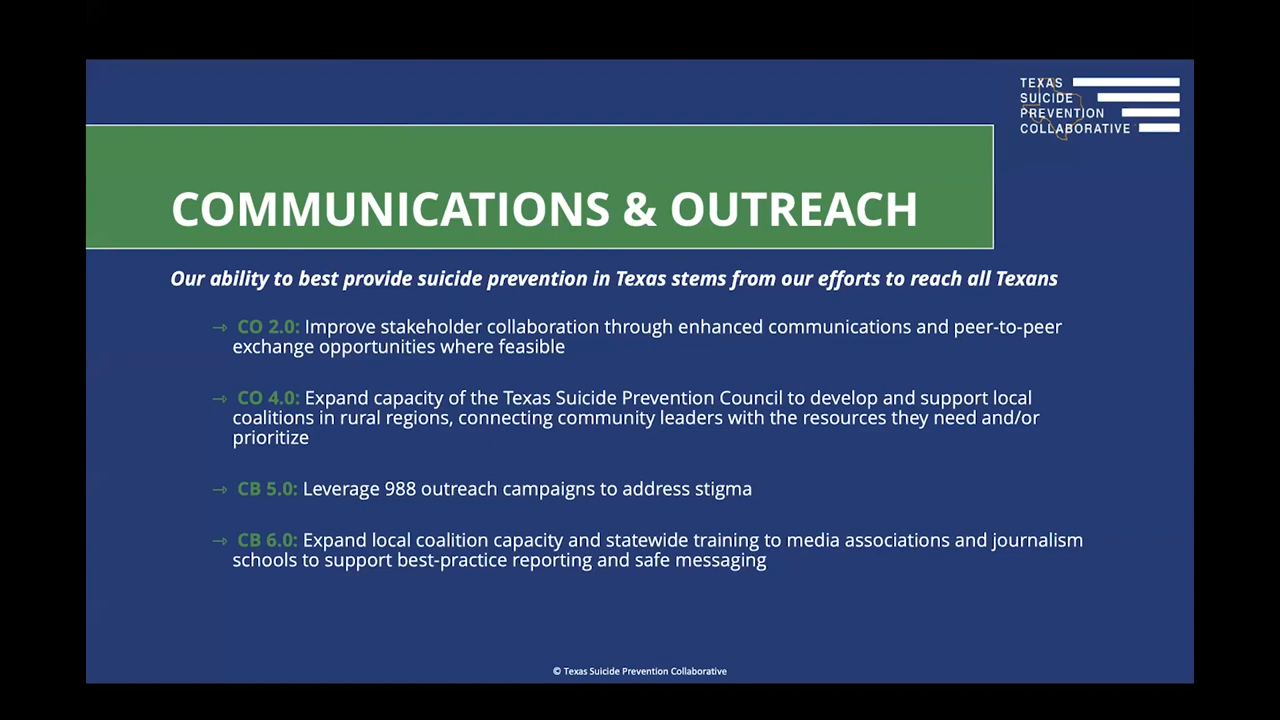 TEXAS
SUICIDE
PREVENTION
COLLABORATIVE
COMMUNICATIONS & OUTREACH
Our ability to best provide suicide prevention in Texas stems from our efforts to reach all Texans
→ CO 2.0: Improve stakeholder collaboration through enhanced communications and peer-to-peer
exchange opportunities where feasible
→ CO 4.0: Expand capacity of the Texas Suicide Prevention Council to develop and support local
coalitions in rural regions, connecting community leaders with the resources they need and/or
prioritize
→ CB 5.0: Leverage 988 outreach campaigns to address stigma
→ CB 6.0: Expand local coalition capacity and statewide training to media associations and journalism
schools to support best-practice reporting and safe messaging
© Texas Suicide Prevention Collaborative